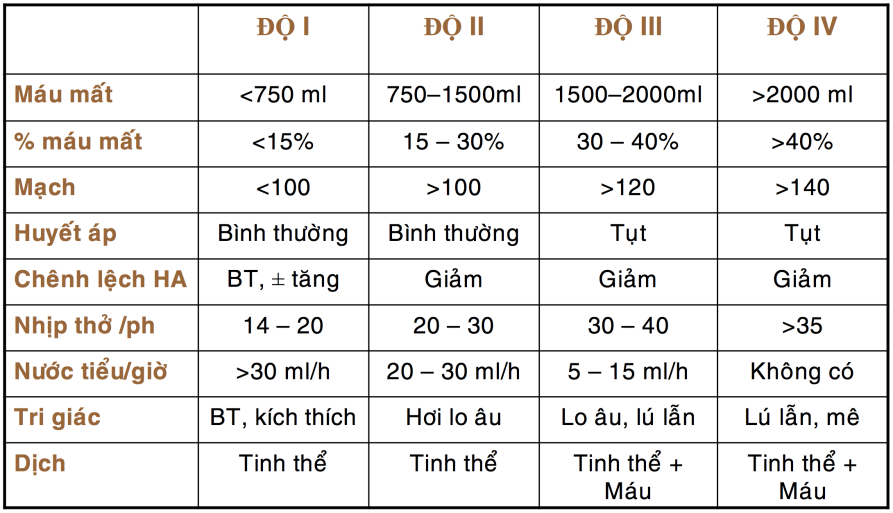 ĐỘ I ĐỘ II ĐỘ III ĐỘ IV
Máu mất <750 ml 750–1500ml 1500–2000ml >2000 ml
% máu mất <15% 15 – 30% 30 – 40% >40%
Mạch <100 >100 >120 >140
Huyết áp Bình thường Bình thường Tụt Tụt
Chênh lệch HA BT, ± tăng Giảm Giảm Giảm
Nhịp thở /ph 14 – 20 20 – 30 30 – 40 >35
Nước tiểu/giờ >30 ml/h 20 – 30 ml/h 5 – 15 ml/h Không có
Tri giác BT, kích thích Hơi lo âu Lo âu, lú lẫn Lú lẫn, mê
Dịch Tinh thể Tinh thể Tinh thể + Tinh thể +
Máu Máu